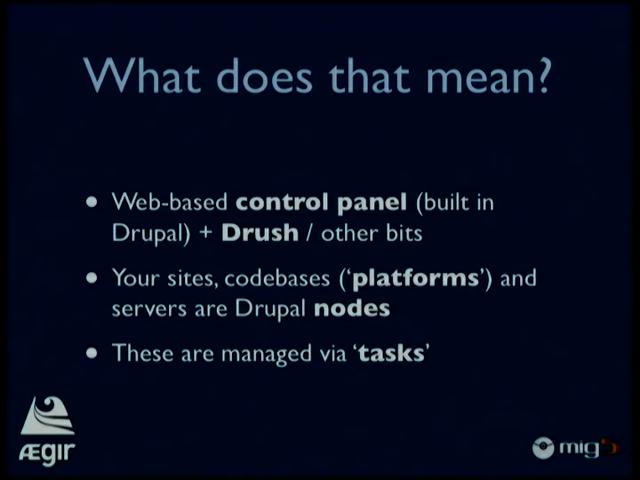 What does that mean?
• Web-based control panel (built in
Drupal) + Drush / other bits
• Your sites, codebases ('platforms') and
servers are Drupal nodes
• These are managed via 'tasks'
ÆGIR
mig5